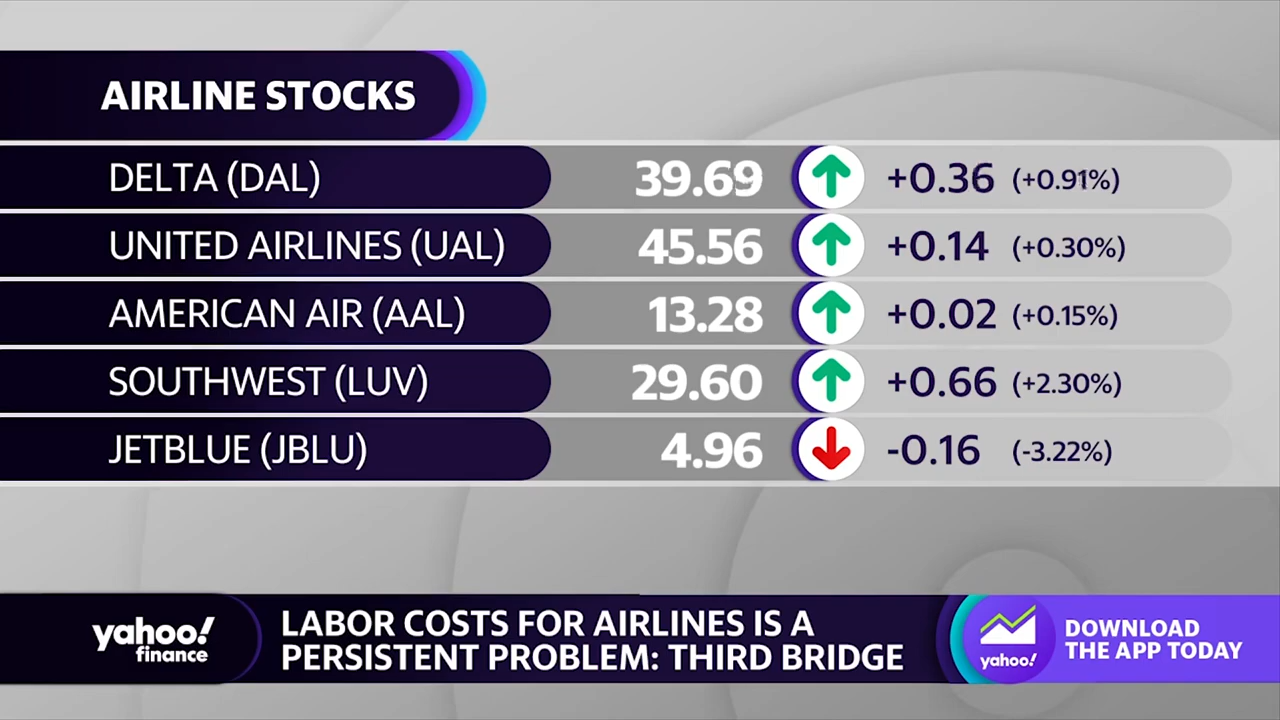 AIRLINE STOCKS
DELTA (DAL) 39.69 +0.36 (+0.91%)
UNITED AIRLINES (UAL) 45.56 +0.14 (+0.30%)
AMERICAN AIR (AAL) 13.28 +0.02 (+0.15%)
SOUTHWEST (LUV) 29.60 +0.66 (+2.30%)
JETBLUE (JBLU) 4.96 -0.16 (-3.22%)
yahoo!
finance
LABOR COSTS FOR AIRLINES IS A
PERSISTENT PROBLEM: THIRD BRIDGE
yahoo!
DOWNLOAD
THE APP TODAY